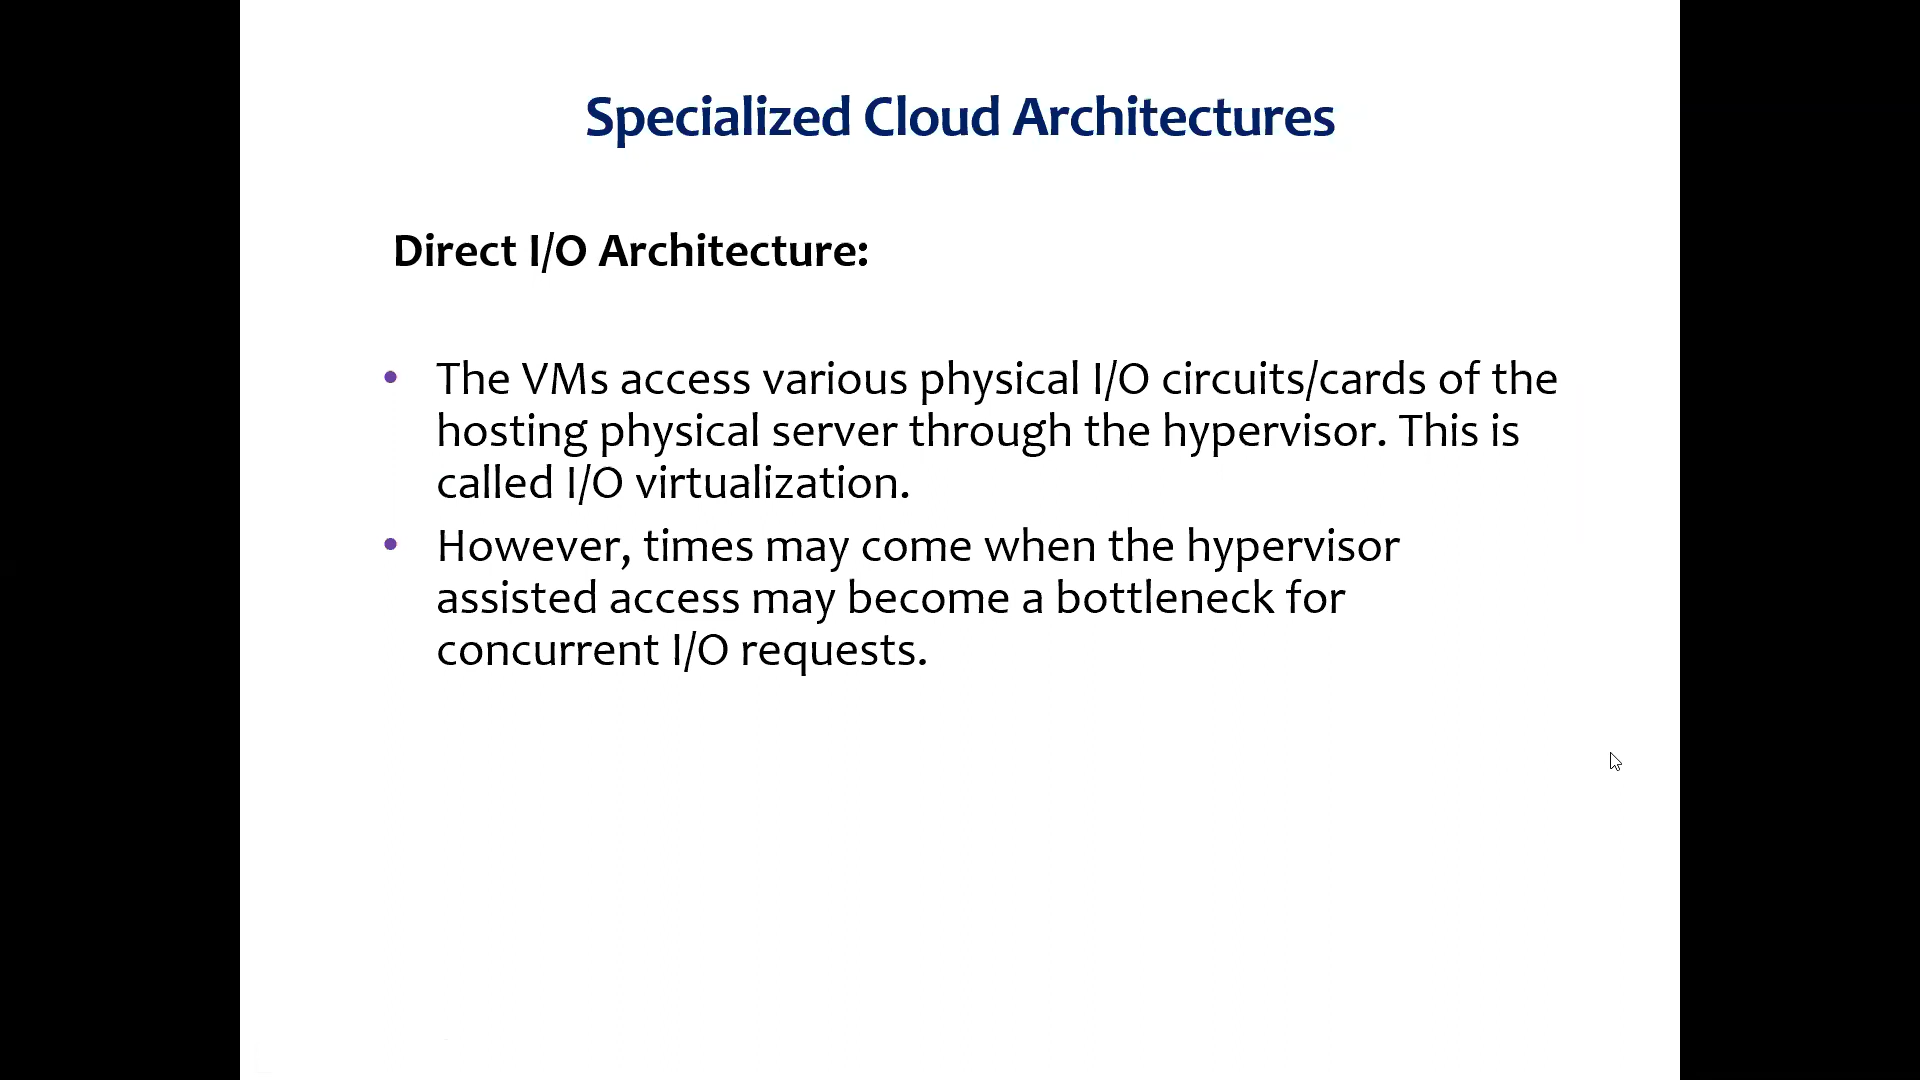 Specialized Cloud Architectures
Direct I/O Architecture:
• The VMs access various physical I/O circuits/cards of the
hosting physical server through the hypervisor. This is
called I/O virtualization.
• However, times may come when the hypervisor
assisted access may become a bottleneck for
concurrent I/O requests.